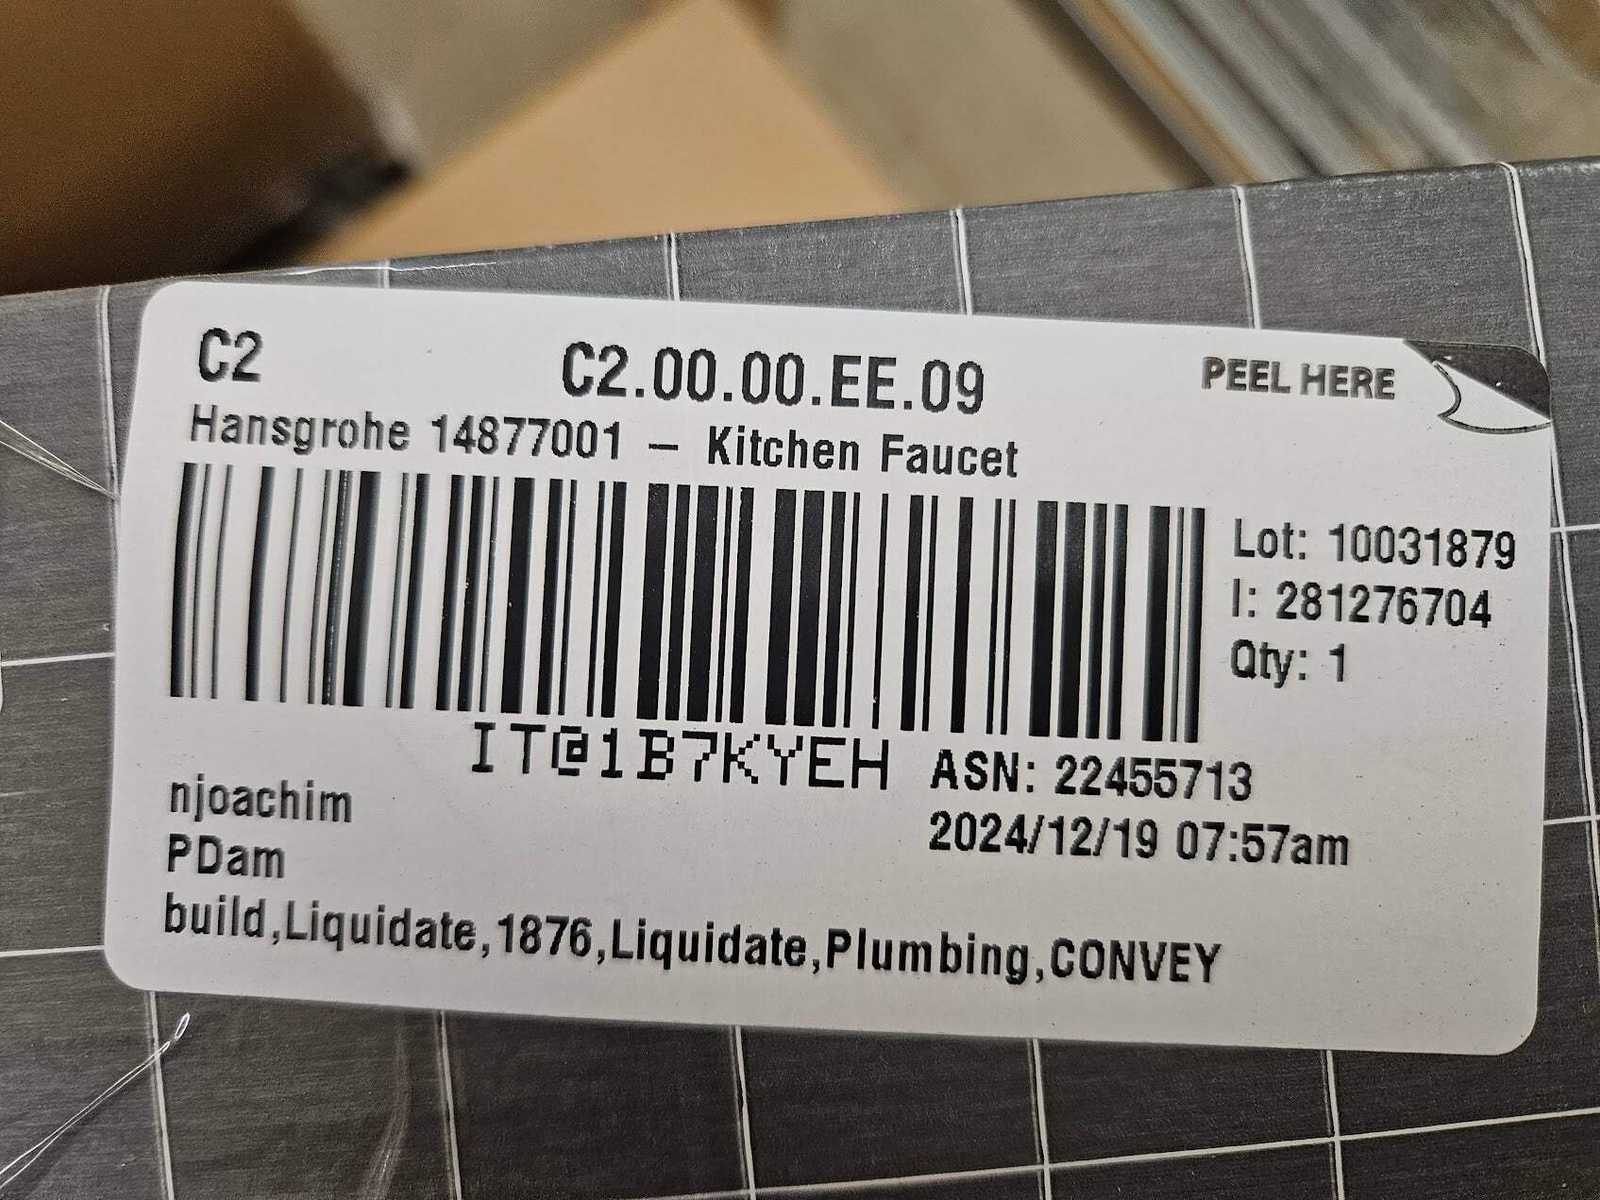 C2 C2.00.00.EE.09 PEEL HERE
Hansgrohe 14877001 – Kitchen Faucet
Lot: 10031879
I: 281276704
Qty: 1
IT@1B7KYEH
ASN: 22455713
njoachim
2024/12/19 07:57am
PDam
build,Liquidate,1876,Liquidate,Plumbing,CONVEY